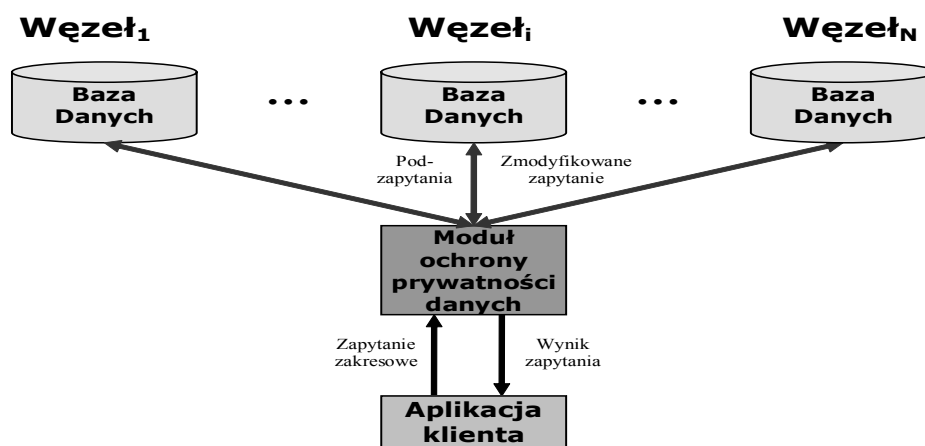 Węzeł₁ Węzełᵢ Węzeł_N
Baza
Danych
...
Baza
Danych
...
Baza
Danych
Pod-
zapytania
Zmodyfikowane
zapytanie
Moduł
ochrony
prywatności
danych
Zapytanie
zakresowe
Wynik
zapytania
Aplikacja
klienta